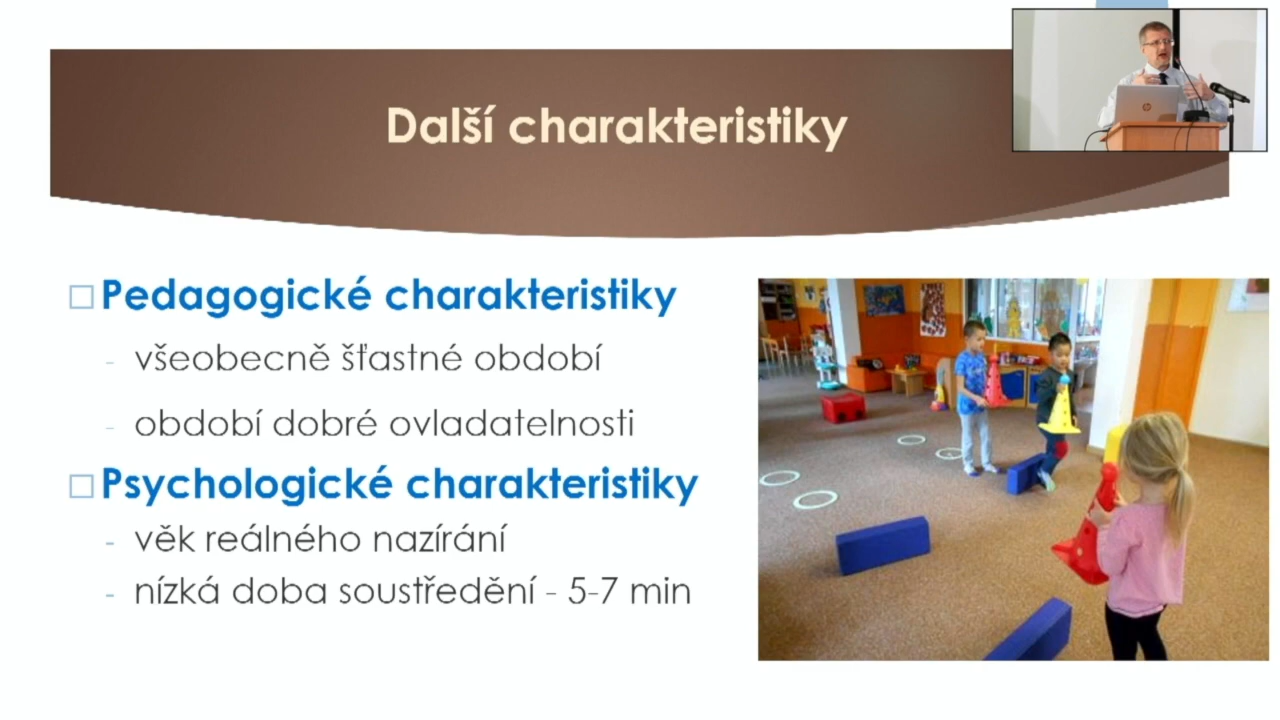 Další charakteristiky
Pedagogické charakteristiky
- všeobecně šťastné období
- období dobré ovladatelnosti
Psychologické charakteristiky
- věk reálného nazírání
- nízká doba soustředění - 5-7 min